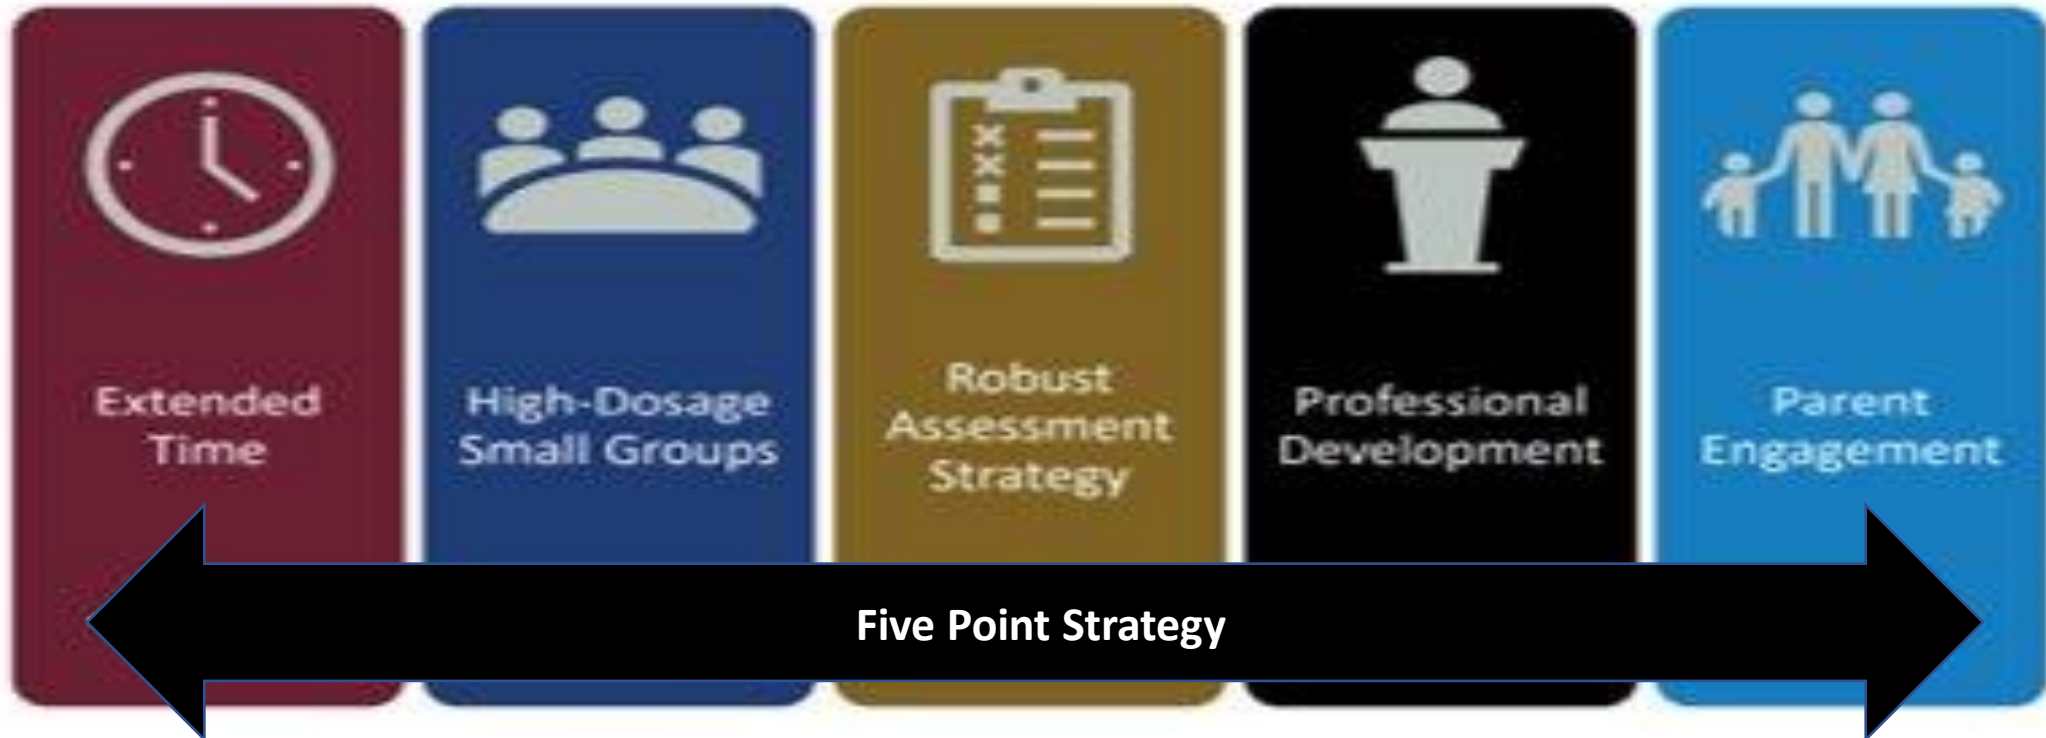 Extended
Time
High-Dosage
Small Groups
Robust
Assessment
Strategy
Professional
Development
Parent
Engagement
Five Point Strategy